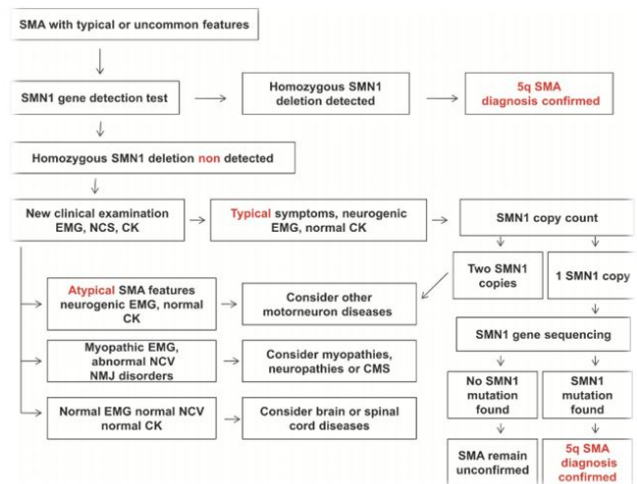 SMA with typical or uncommon features
SMN1 gene detection test
Homozygous SMN1
deletion detected
5q SMA
diagnosis confirmed
Homozygous SMN1 deletion non detected
New clinical examination
EMG, NCS, CK
Typical symptoms, neurogenic
EMG, normal CK
SMN1 copy count
Two SMN1
copies
1 SMN1 copy
Atypical SMA features
neurogenic EMG, normal
CK
Consider other
motorneuron diseases
SMN1 gene sequencing
Myopathic EMG,
abnormal NCV
NMJ disorders
Consider myopathies,
neuropathies or CMS
No SMN1
mutation
found
SMN1
mutation
found
Normal EMG normal NCV
normal CK
Consider brain or spinal
cord diseases
SMA remain
unconfirmed
5q SMA
diagnosis
confirmed